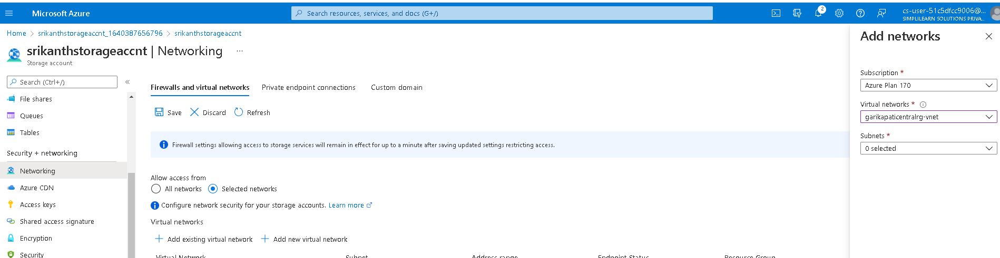 Microsoft Azure
Search resources, services, and docs (G+/)
2
cs-user-51c5dfcc9006@...
SIMPLILEARN SOLUTIONS PRIVA...
Home > srikanthstorageaccnt_1640387656796 > srikanthstorageaccnt
srikanthstorageaccnt | Networking ...
Storage account
Search (Ctrl+/)
«
File shares
Queues
Tables
Security + networking
Networking
Azure CDN
Access keys
Shared access signature
Encryption
Security
Firewalls and virtual networks Private endpoint connections Custom domain
Save Discard Refresh
Firewall settings allowing access to storage services will remain in effect for up to a minute after saving updated settings restricting access.
Allow access from
All networks Selected networks
Configure network security for your storage accounts. Learn more
Virtual networks
+ Add existing virtual network + Add new virtual network
Virtual Network Subnet Address range Endpoint Status Resource Group
Add networks
Subscription *
Azure Plan 170
Virtual networks *
garikapaticentralrg-vnet
Subnets *
0 selected